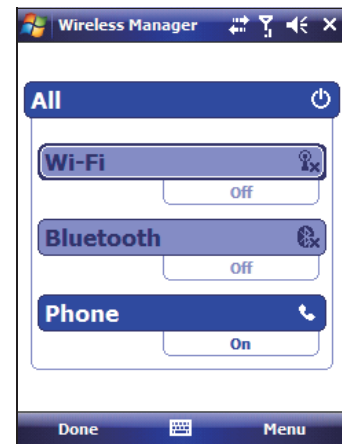 Wireless Manager
All
Wi-Fi
Off
Bluetooth
Off
Phone
On
Done Menu